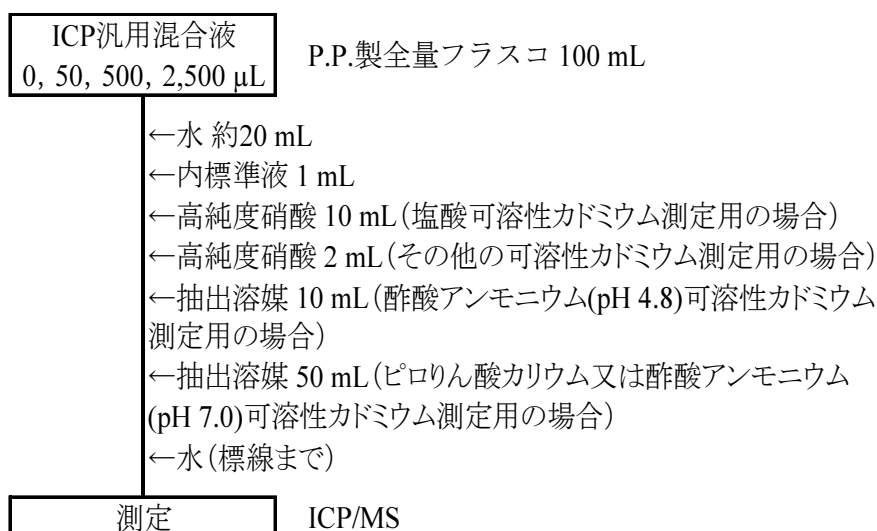 ICP汎用混合液
0, 50, 500, 2,500 μL
P.P.製全量フラスコ 100 mL
←水 約20 mL
←内標準液 1 mL
←高純度硝酸 10 mL(塩酸可溶性カドミウム測定用の場合)
←高純度硝酸 2 mL(その他の可溶性カドミウム測定用の場合)
←抽出溶媒 10 mL(酢酸アンモニウム(pH 4.8)可溶性カドミウム
測定用の場合)
←抽出溶媒 50 mL(ピロりん酸カリウム又は酢酸アンモニウム
(pH 7.0)可溶性カドミウム測定用の場合)
←水(標線まで)
測定
ICP/MS